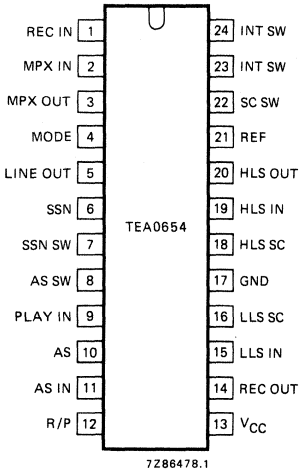 REC IN 1 24 INT SW
MPX IN 2 23 INT SW
MPX OUT 3 22 SC SW
MODE 4 21 REF
LINE OUT 5 20 HLS OUT
SSN 6 19 HLS IN
TEA0654
SSN SW 7 18 HLS SC
AS SW 8 17 GND
PLAY IN 9 16 LLS SC
AS 10 15 LLS IN
AS IN 11 14 REC OUT
R/P 12 13 VCC
7Z86478.1